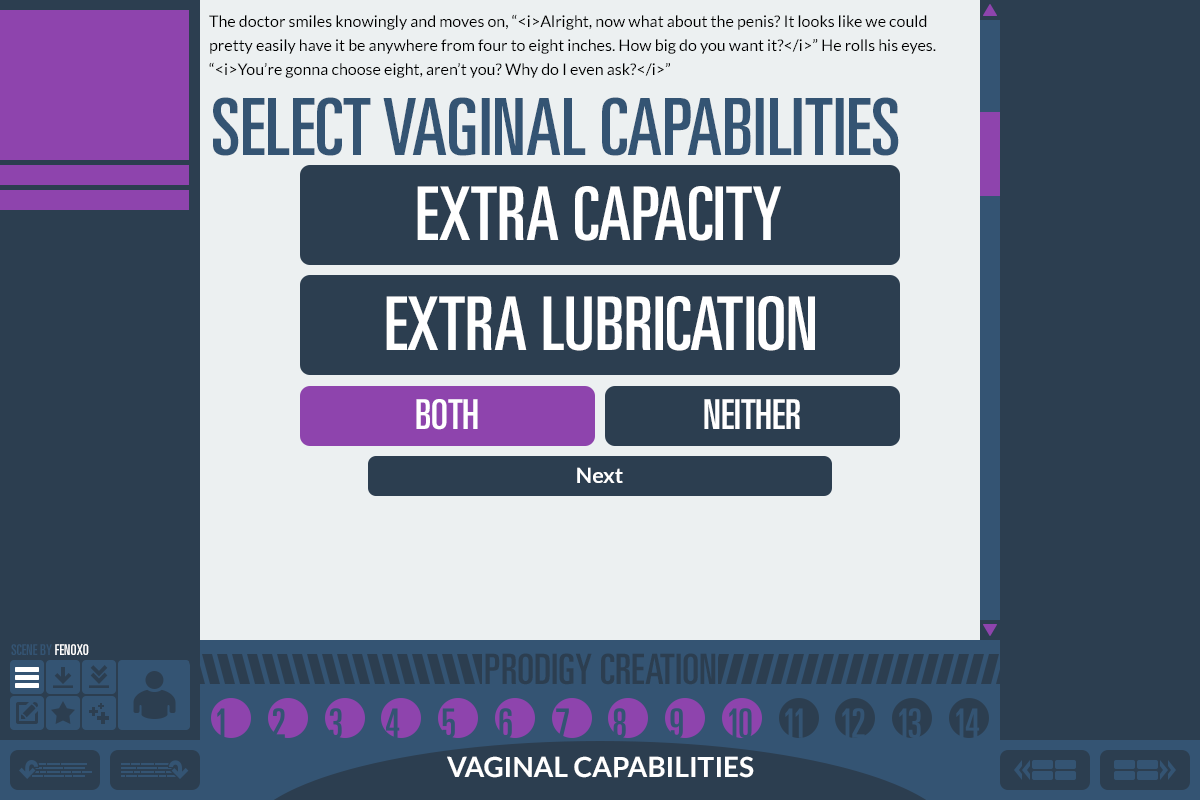 The doctor smiles knowingly and moves on, “<i>Alright, now what about the penis? It looks like we could
pretty easily have it be anywhere from four to eight inches. How big do you want it?</i>” He rolls his eyes.
“<i>You’re gonna choose eight, aren’t you? Why do I even ask?</i>”
SELECT VAGINAL CAPABILITIES
EXTRA CAPACITY
EXTRA LUBRICATION
BOTH NEITHER
Next
SCENE BY FENOXO
PRODIGY CREATION
1 2 3 4 5 6 7 8 9 10 11 12 13 14
VAGINAL CAPABILITIES